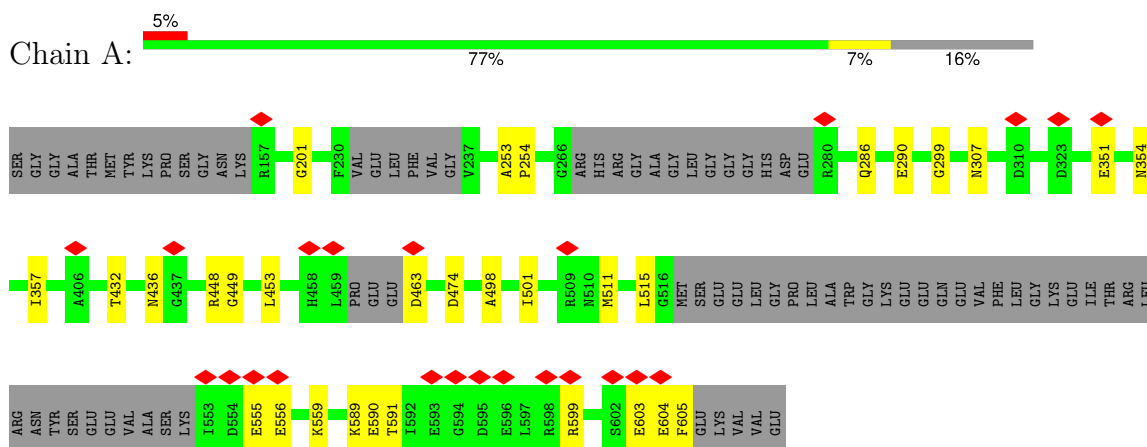 5%
Chain A:
77% 7% 16%
SER GLY GLY ALA THR MET TYR LYS PRO SER GLY ASN LYS R157 G201 F230 VAL GLU LEU PHE VAL GLY V237 A253 P254 G266 ARG HIS ARG GLY ALA GLY LEU GLY GLY GLY GLY HIS ASP GLU R280 Q286 E290 G299 N307 D310 D323 E351 N354
I357 A406 T432 N436 G437 R448 G449 L453 H458 L459 PRO GLU GLU D463 D474 A498 I501 R509 N510 M511 L515 G516 MET SER GLU GLU LEU GLY PRO LEU ALA TRP GLY LYS GLU GLU GLN GLU VAL PHE LEU GLY LYS GLU ILE THR ARG LEU
ARG ASN TYR SER GLU GLU VAL ALA SER LYS I553 D554 E555 E556 K559 K589 E590 T591 I592 E593 G594 D595 E596 L597 R598 R599 S602 E603 E604 F605 GLU LYS VAL VAL GLU